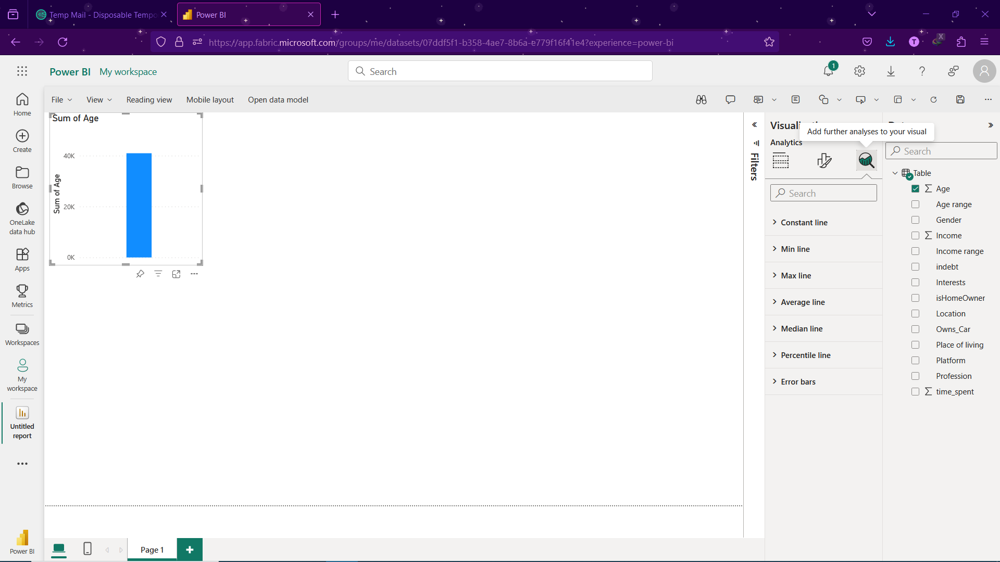 Temp Mail - Disposable Tempo
Power BI
https://app.fabric.microsoft.com/groups/me/datasets/07ddf5f1-b358-4ae7-8b6a-e779f16f41e4?experience=power-bi
T
X
Power BI My workspace
Search
1
Home
Create
Browse
OneLake
data hub
Apps
Metrics
Workspaces
My
workspace
Untitled
report
Power BI
File View Reading view Mobile layout Open data model
Sum of Age
Sum of Age
40K
20K
0K
Filters
Add further analyses to your visual
Analytics
Search
Constant line
Min line
Max line
Average line
Median line
Percentile line
Error bars
Search
Table
Age
Age range
Gender
Income
Income range
indebt
Interests
isHomeOwner
Location
Owns_Car
Place of living
Platform
Profession
time_spent
Page 1